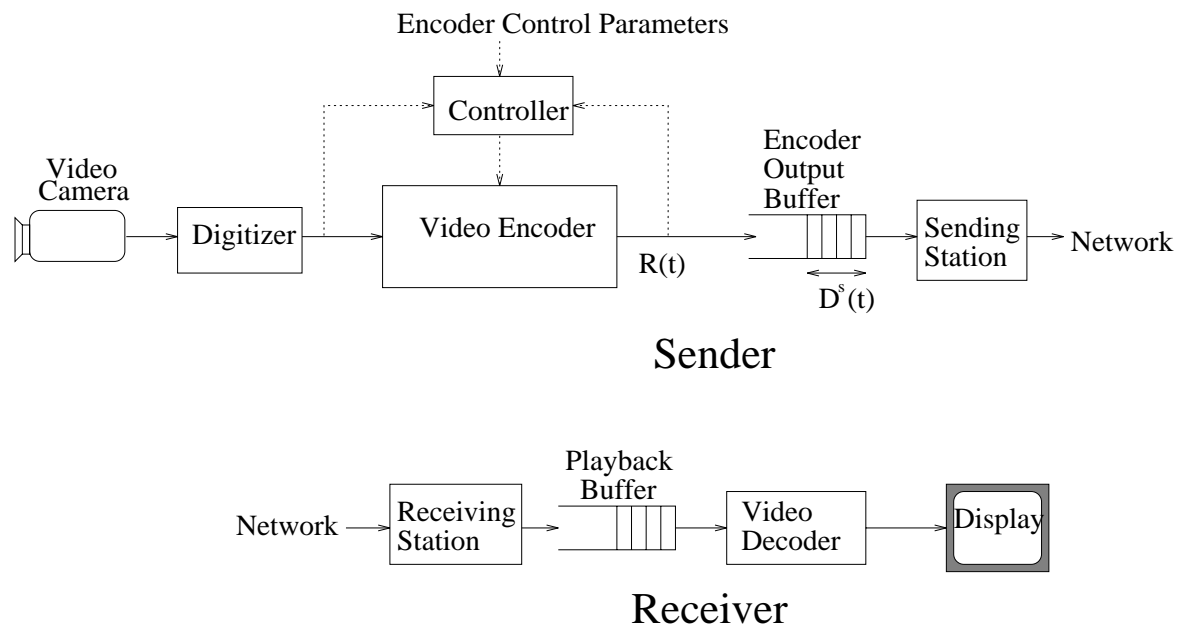 Encoder Control Parameters
Controller
Video
Camera
Digitizer
Video Encoder
R(t)
Encoder
Output
Buffer
D^s(t)
Sending
Station
Network
Sender
Network
Receiving
Station
Playback
Buffer
Video
Decoder
Display
Receiver